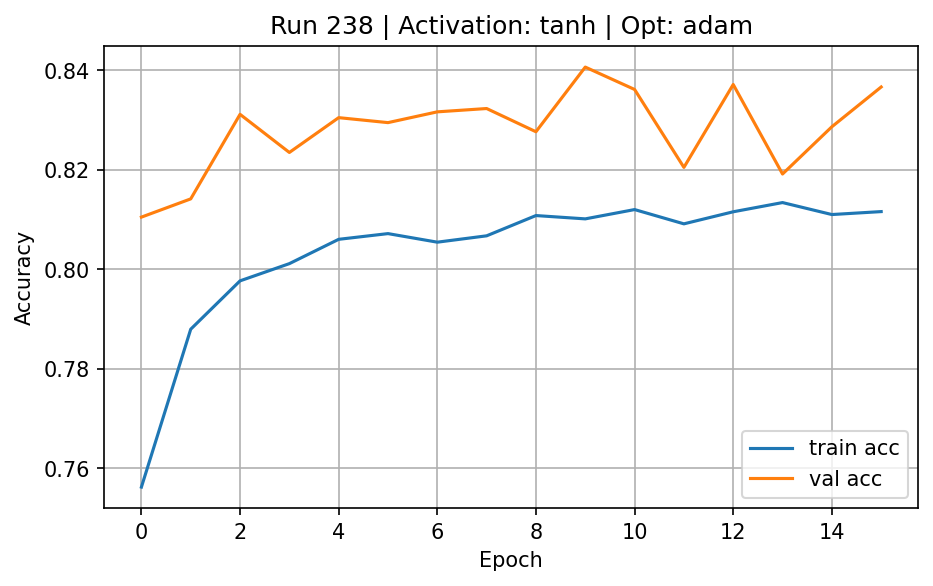 Run 238 | Activation: tanh | Opt: adam
0.84
0.82
0.80
0.78
0.76
Accuracy
0 2 4 6 8 10 12 14
Epoch
train acc
val acc